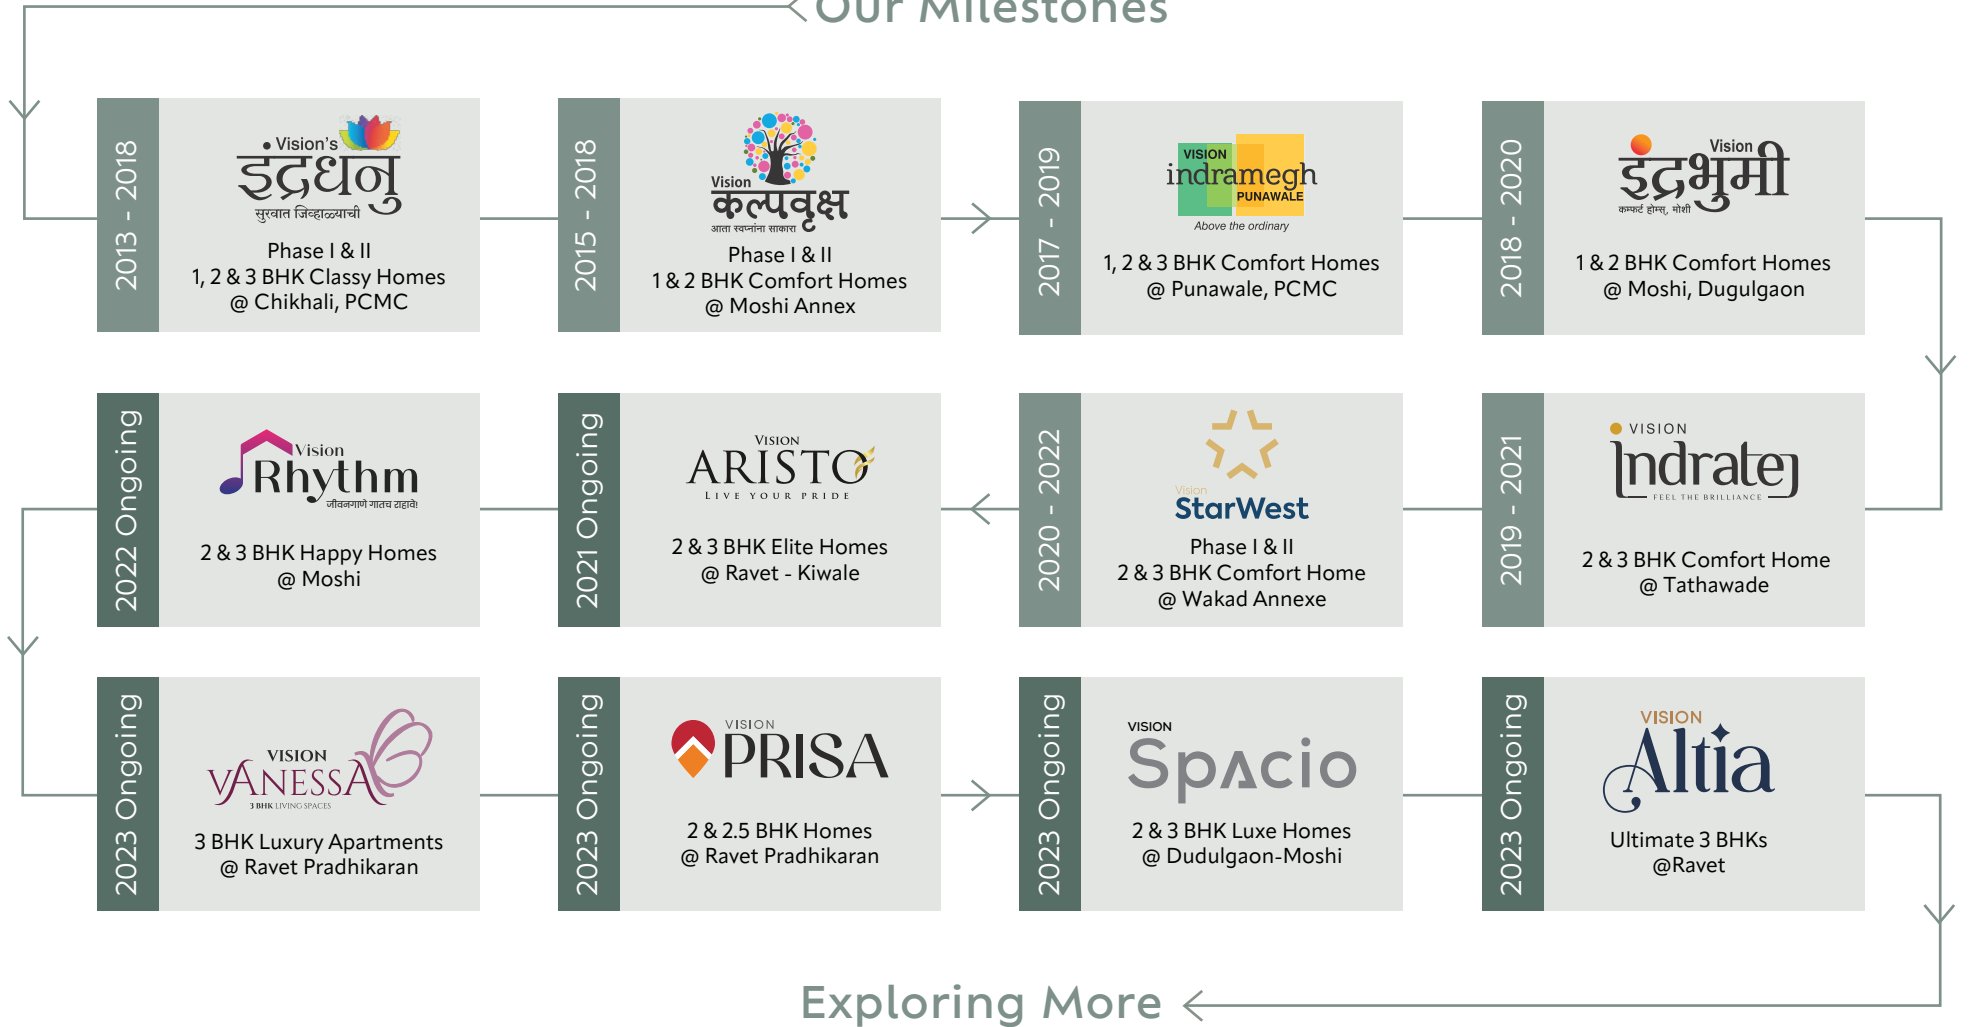 Our Milestones
2013 - 2018
Vision's
इंद्रधनु
सुरवात जिव्हाळ्याची
Phase I & II
1, 2 & 3 BHK Classy Homes
@ Chikhali, PCMC
2015 - 2018
Vision
कल्पवृक्ष
आता स्वप्नांना साकारा
Phase I & II
1 & 2 BHK Comfort Homes
@ Moshi Annex
2017 - 2019
VISION
indramegh
PUNAWALE
Above the ordinary
1, 2 & 3 BHK Comfort Homes
@ Punawale, PCMC
2018 - 2020
Vision
इंद्रभुमी
कम्फर्ट होम्स, मोशी
1 & 2 BHK Comfort Homes
@ Moshi, Dugulgaon
2019 - 2021
VISION
indratej
FEEL THE BRILLIANCE
2 & 3 BHK Comfort Home
@ Tathawade
2020 - 2022
Vision
StarWest
Phase I & II
2 & 3 BHK Comfort Home
@ Wakad Annexe
2021 Ongoing
VISION
ARISTO
LIVE YOUR PRIDE
2 & 3 BHK Elite Homes
@ Ravet - Kiwale
2022 Ongoing
Vision
Rhythm
जीवनगाणे गातच राहावे!
2 & 3 BHK Happy Homes
@ Moshi
2023 Ongoing
VISION
VANESSA
3 BHK LIVING SPACES
3 BHK Luxury Apartments
@ Ravet Pradhikaran
2023 Ongoing
VISION
PRISA
2 & 2.5 BHK Homes
@ Ravet Pradhikaran
2023 Ongoing
VISION
Spacio
2 & 3 BHK Luxe Homes
@ Dudulgaon-Moshi
2023 Ongoing
VISION
Altia
Ultimate 3 BHKs
@Ravet
Exploring More